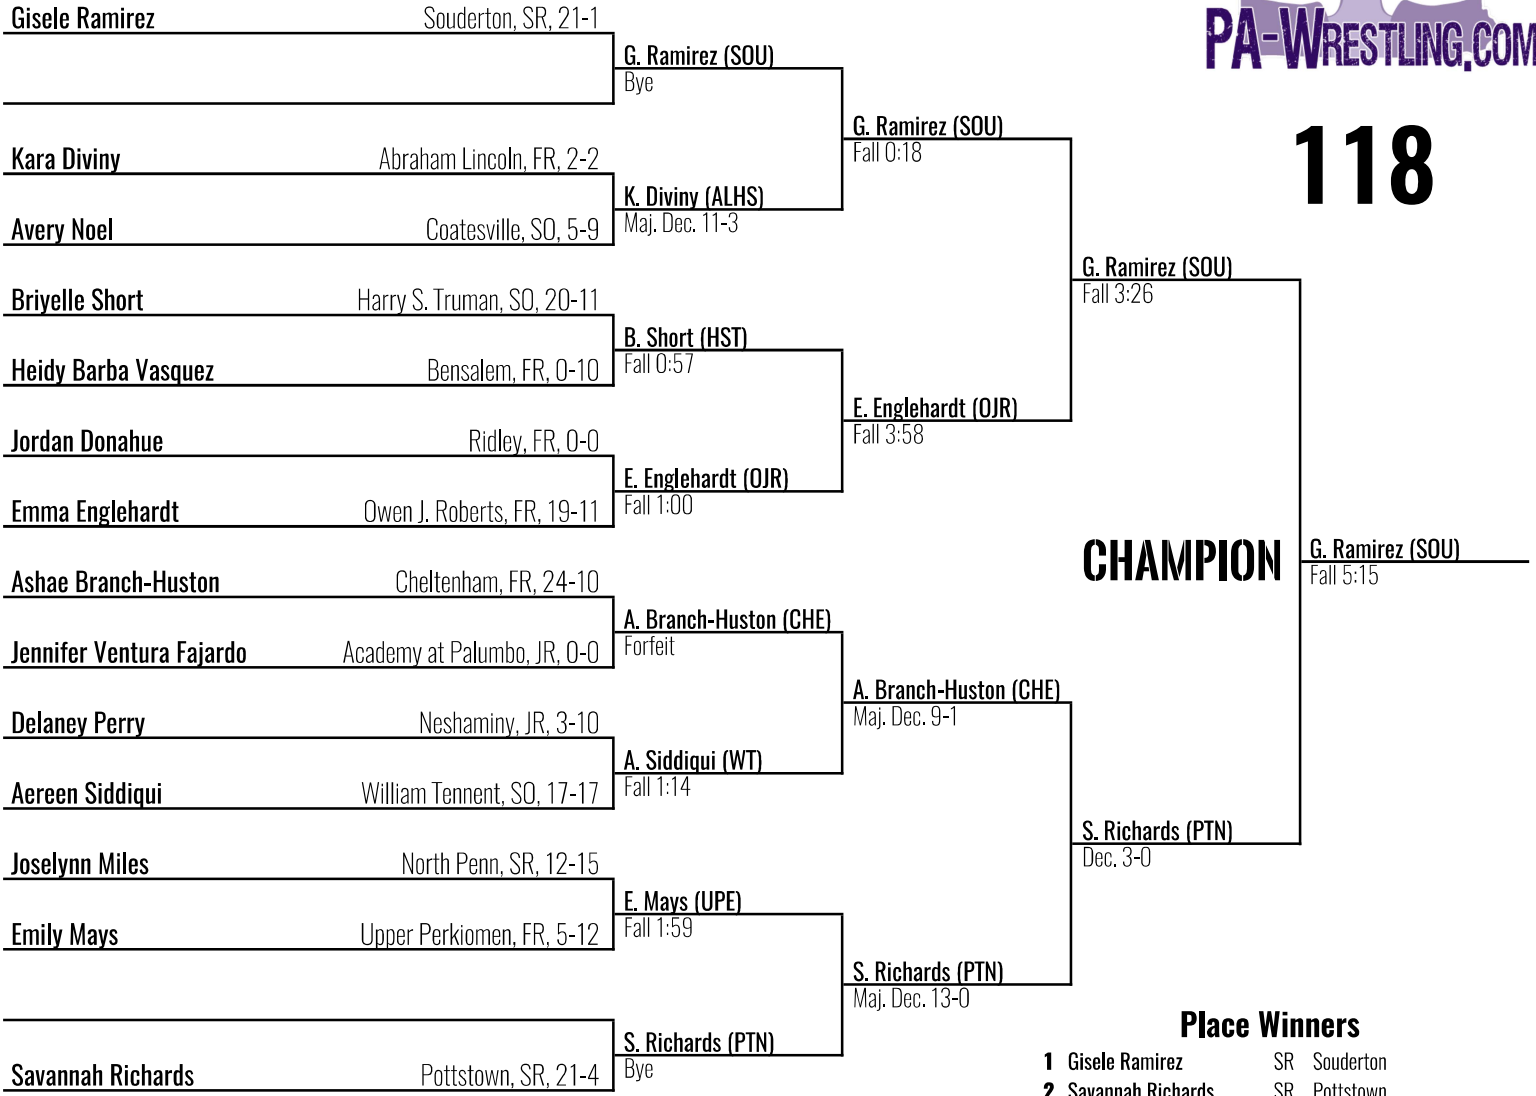 Gisele Ramirez Souderton, SR, 21-1
PA-WRESTLING.COM
G. Ramirez (SOU)
Bye
G. Ramirez (SOU)
Fall 0:18
118
Kara Diviny Abraham Lincoln, FR, 2-2
K. Diviny (ALHS)
Maj. Dec. 11-3
Avery Noel Coatesville, SO, 5-9
G. Ramirez (SOU)
Fall 3:26
Briyelle Short Harry S. Truman, SO, 20-11
B. Short (HST)
Fall 0:57
Heidy Barba Vasquez Bensalem, FR, 0-10
E. Englehardt (OJR)
Fall 3:58
Jordan Donahue Ridley, FR, 0-0
E. Englehardt (OJR)
Fall 1:00
Emma Englehardt Owen J. Roberts, FR, 19-11
CHAMPION
G. Ramirez (SOU)
Fall 5:15
Ashae Branch-Huston Cheltenham, FR, 24-10
A. Branch-Huston (CHE)
Forfeit
Jennifer Ventura Fajardo Academy at Palumbo, JR, 0-0
A. Branch-Huston (CHE)
Maj. Dec. 9-1
Delaney Perry Neshaminy, JR, 3-10
A. Siddiqui (WT)
Fall 1:14
Aereen Siddiqui William Tennent, SO, 17-17
S. Richards (PTN)
Dec. 3-0
Joselynn Miles North Penn, SR, 12-15
E. Mays (UPE)
Fall 1:59
Emily Mays Upper Perkiomen, FR, 5-12
S. Richards (PTN)
Maj. Dec. 13-0
S. Richards (PTN)
Bye
Savannah Richards Pottstown, SR, 21-4
Place Winners
1 Gisele Ramirez SR Souderton
2 Savannah Richards SR Pottstown